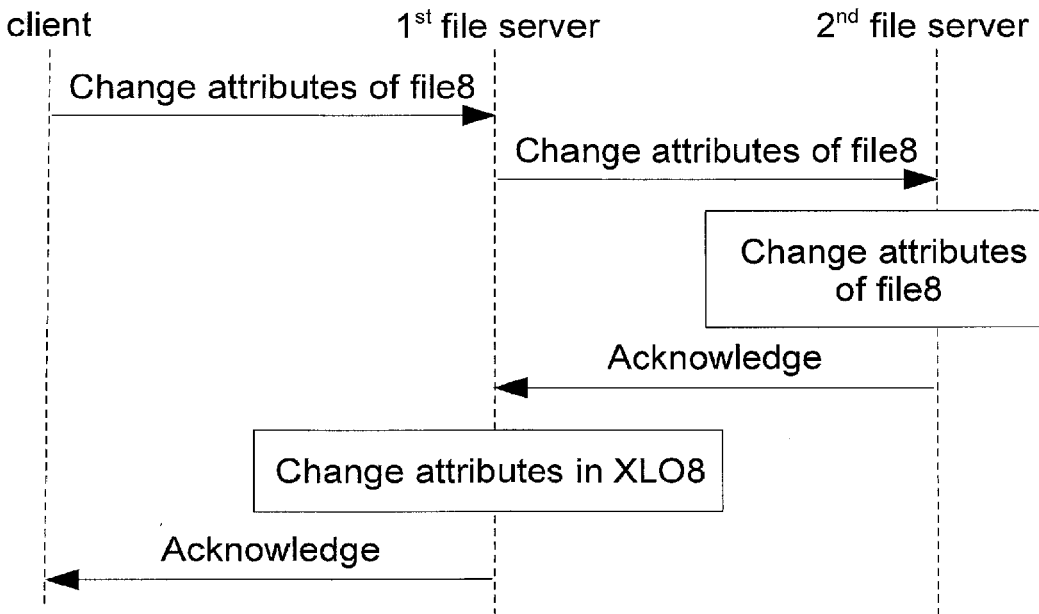 client
1st file server
2nd file server
Change attributes of file8
Change attributes of file8
Change attributes
of file8
Acknowledge
Change attributes in XLO8
Acknowledge